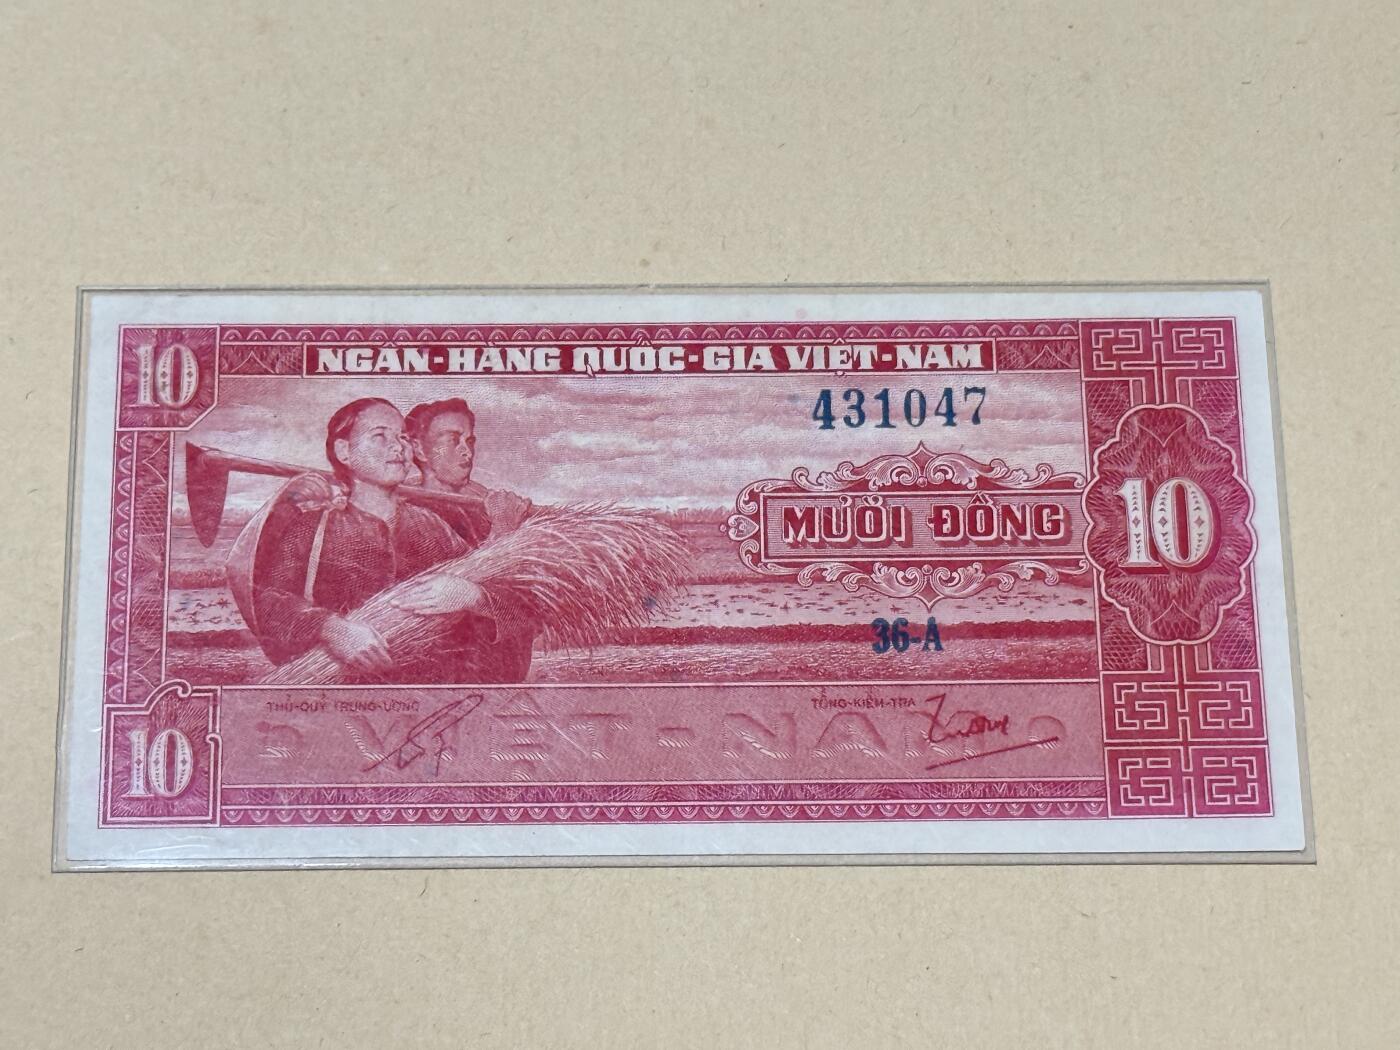 10
NGÂN-HÀNG QUỐC-GIA VIỆT-NAM
431047
MƯỜI ĐỒNG
10
36-A
THỦ-QUỸ TRUNG-ƯƠNG
TỔNG-KIỂM-TRA
VIỆT-NAM
10